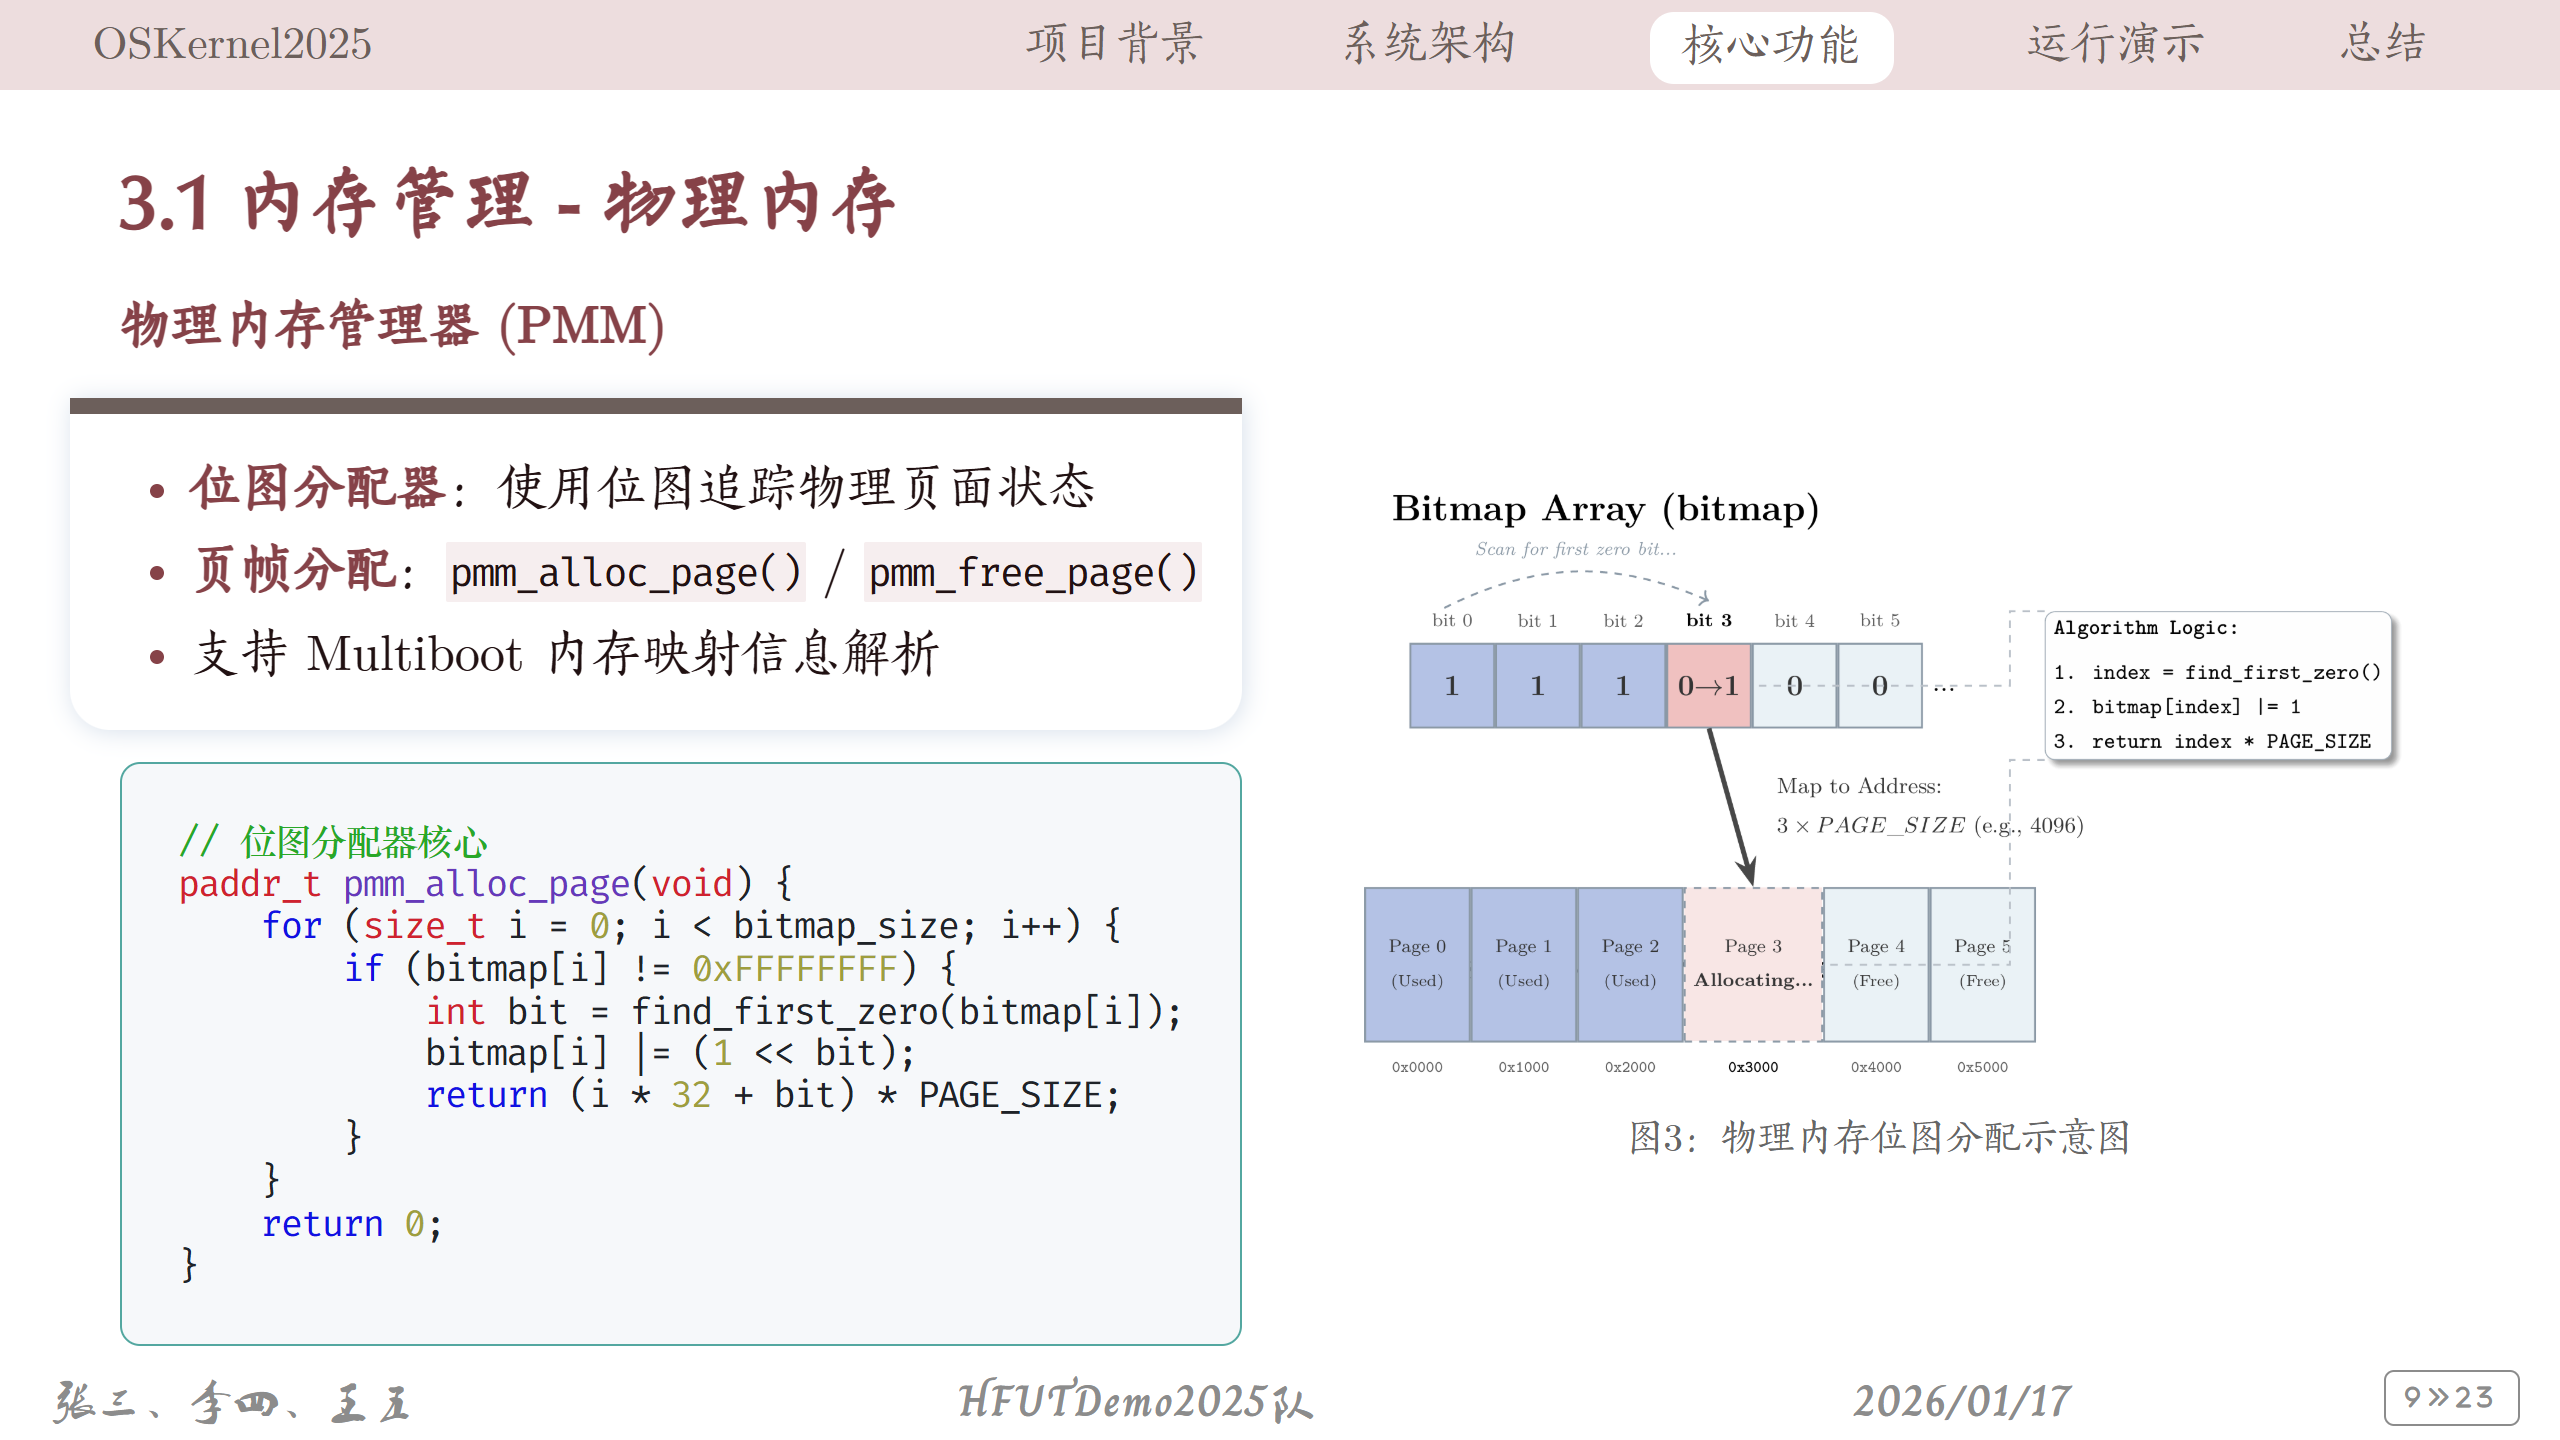 OSKernel2025 项目背景 系统架构 核心功能 运行演示 总结
3.1 内存管理 - 物理内存
物理内存管理器 (PMM)
• 位图分配器：使用位图追踪物理页面状态
• 页帧分配： pmm_alloc_page() / pmm_free_page()
• 支持 Multiboot 内存映射信息解析
// 位图分配器核心
paddr_t pmm_alloc_page(void) {
    for (size_t i = 0; i < bitmap_size; i++) {
        if (bitmap[i] != 0xFFFFFFFF) {
            int bit = find_first_zero(bitmap[i]);
            bitmap[i] |= (1 << bit);
            return (i * 32 + bit) * PAGE_SIZE;
        }
    }
    return 0;
}
Bitmap Array (bitmap)
Scan for first zero bit...
bit 0 bit 1 bit 2 bit 3 bit 4 bit 5
1 1 1 0→1 0 0 ...
Algorithm Logic:
1. index = find_first_zero()
2. bitmap[index] |= 1
3. return index * PAGE_SIZE
Map to Address:
3 × PAGE_SIZE (e.g., 4096)
Page 0 Page 1 Page 2 Page 3 Page 4 Page 5
(Used) (Used) (Used) Allocating... (Free) (Free)
0x0000 0x1000 0x2000 0x3000 0x4000 0x5000
图3：物理内存位图分配示意图
张三、李四、王五 HFUTDemo2025队 2026/01/17 9»23